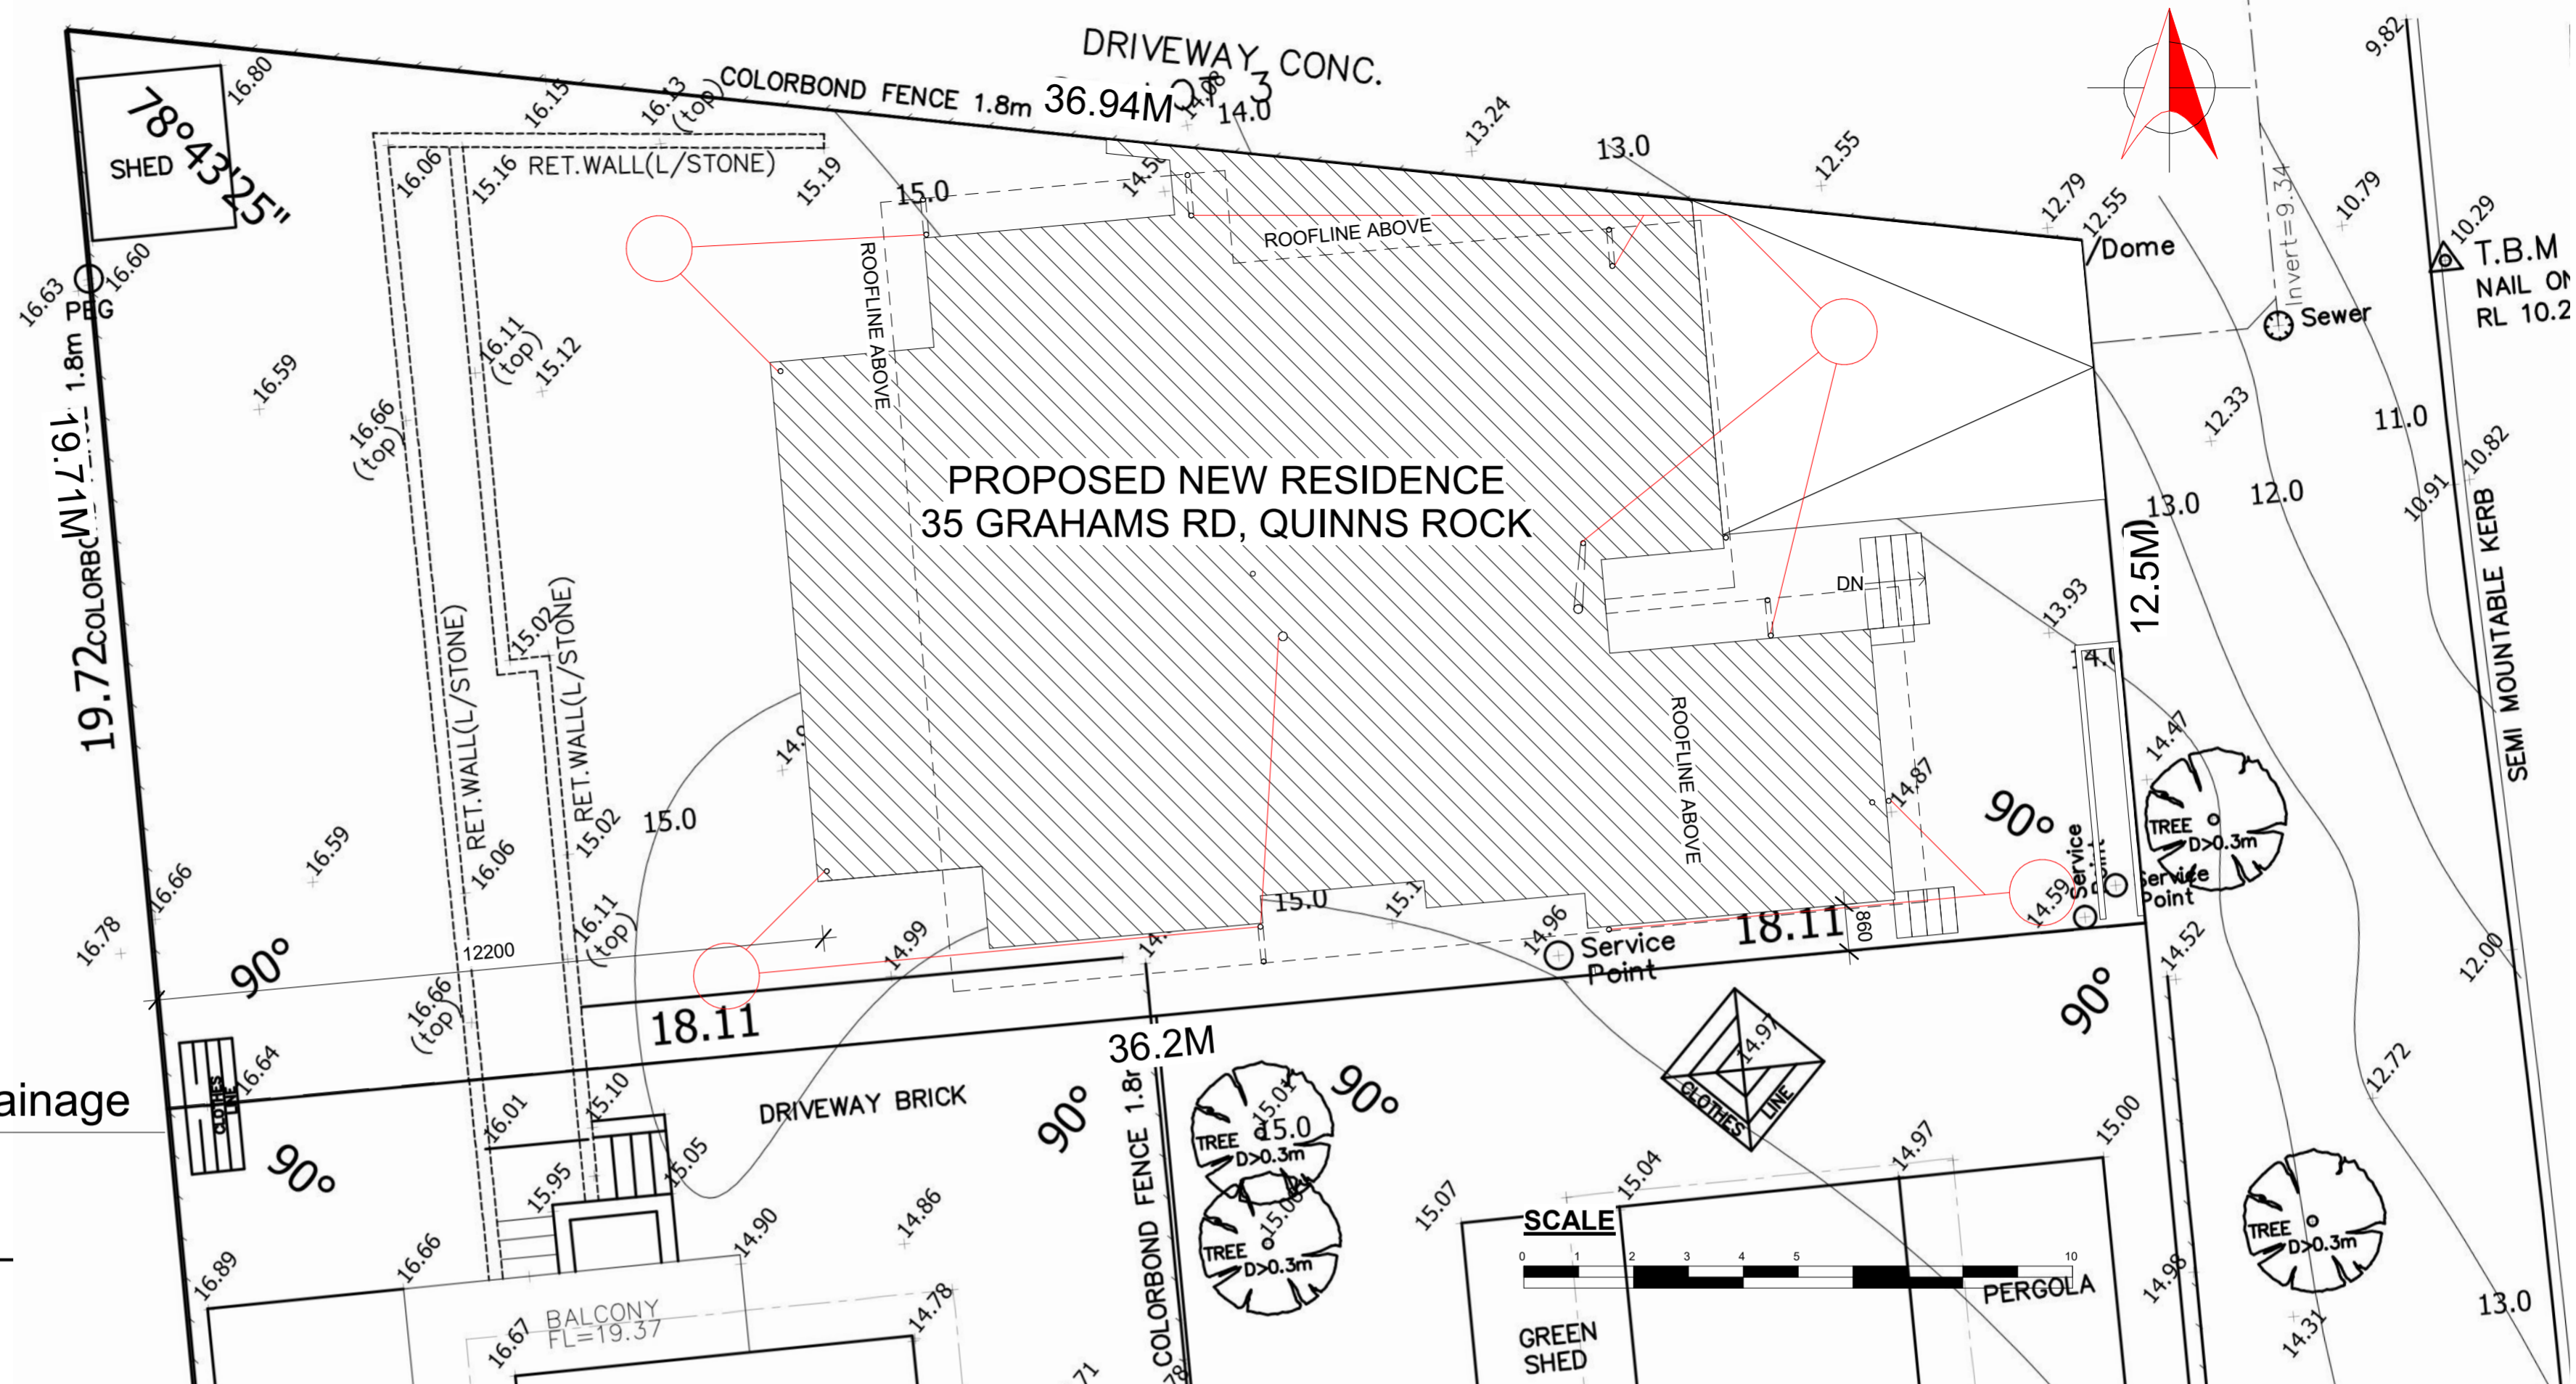 DRIVEWAY CONC.
COLORBOND FENCE 1.8m
36.94M
3
14.08
14.0
9.82
16.80
16.15
16.13
(top)
13.24
13.0
12.55
78°43'25"
SHED
16.06
15.16
RET.WALL(L/STONE)
15.19
15.0
ROOFLINE ABOVE
12.79
12.55
/Dome
10.79
10.29
T.B.M
NAIL ON
RL 10.2
Invert=9.34
Sewer
16.63
16.60
PEG
1.8m
19.71M
16.59
16.11
(top)
15.12
ROOFLINE ABOVE
16.66
(top)
12.33
11.0
10.82
10.91
PROPOSED NEW RESIDENCE
35 GRAHAMS RD, QUINNS ROCK
13.0
12.0
12.5M
SEMI MOUNTABLE KERB
19.72
DN
13.93
15.02
RET.WALL(L/STONE)
RET.WALL(L/STONE)
ROOFLINE ABOVE
14.47
15.0
15.02
14.87
90°
TREE
D>0.3m
Service
Point
Service
Point
16.59
16.06
16.66
16.78
90°
12200
16.11
(top)
14.99
15.0
14.96
Service
Point
18.11
860
14.59
14.52
12.00
90°
16.66
(top)
18.11
36.2M
14.97
CLOTHES
LINE
ainage
CLOTHES
LINE
16.64
16.01
15.10
DRIVEWAY BRICK
90°
90°
90°
COLORBOND FENCE 1.8m
TREE
D>0.3m
15.01
15.0
TREE
D>0.3m
15.00
12.72
15.00
14.97
15.04
15.07
15.95
15.05
14.90
14.86
14.78
16.89
16.66
16.67
BALCONY
FL=19.37
SCALE
0 1 2 3 4 5 10
PERGOLA
GREEN
SHED
14.98
TREE
D>0.3m
14.31
13.0